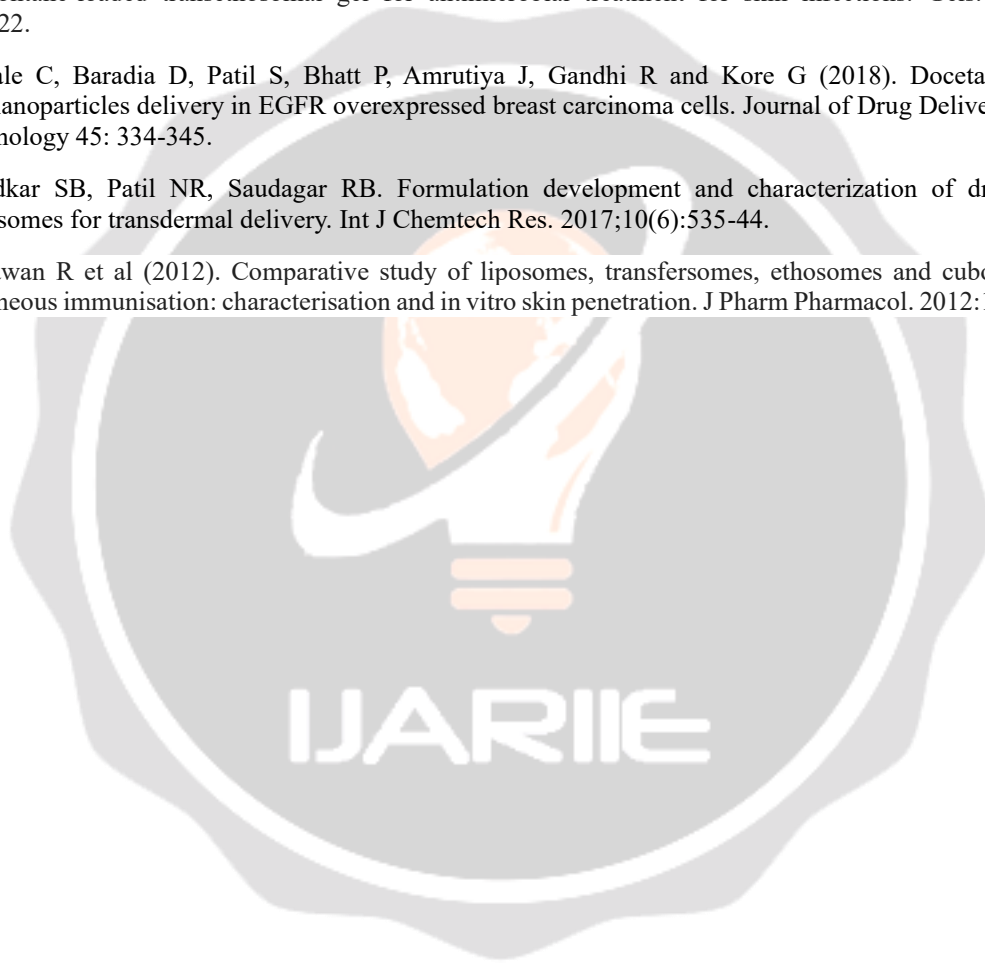 22.
ale C, Baradia D, Patil S, Bhatt P, Amrutiya J, Gandhi R and Kore G (2018). Doceta
nanoparticles delivery in EGFR overexpressed breast carcinoma cells. Journal of Drug Delive
nology 45: 334-345.
dkar SB, Patil NR, Saudagar RB. Formulation development and characterization of dr
somes for transdermal delivery. Int J Chemtech Res. 2017;10(6):535-44.
wan R et al (2012). Comparative study of liposomes, transfersomes, ethosomes and cubo
neous immunisation: characterisation and in vitro skin penetration. J Pharm Pharmacol. 2012:1
IJARIIE